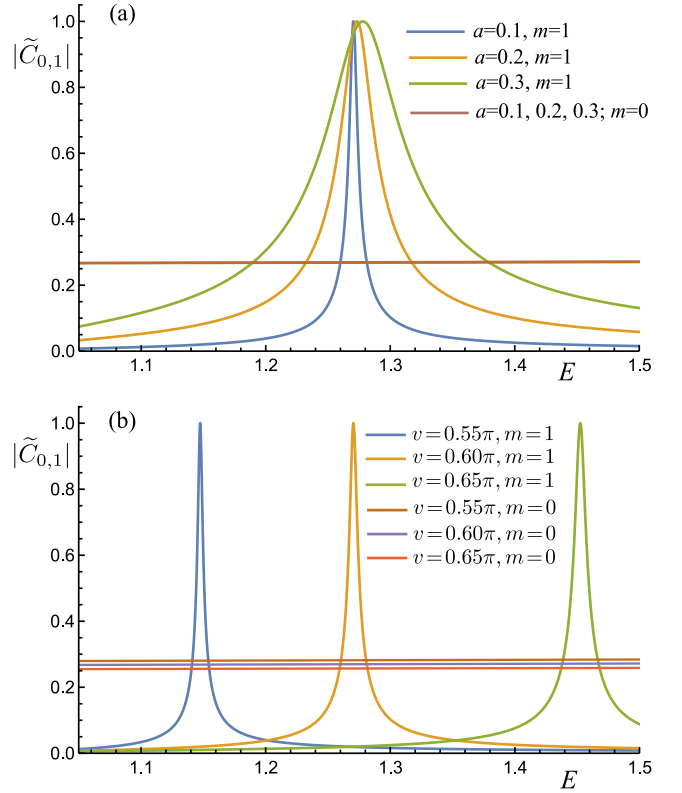 (a)
|C̃0,1|
1.0
0.8
0.6
0.4
0.2
0.0
a=0.1, m=1
a=0.2, m=1
a=0.3, m=1
a=0.1, 0.2, 0.3; m=0
1.1 1.2 1.3 1.4 1.5
E
(b)
|C̃0,1|
1.0
0.8
0.6
0.4
0.2
0.0
v=0.55π, m=1
v=0.60π, m=1
v=0.65π, m=1
v=0.55π, m=0
v=0.60π, m=0
v=0.65π, m=0
1.1 1.2 1.3 1.4 1.5
E